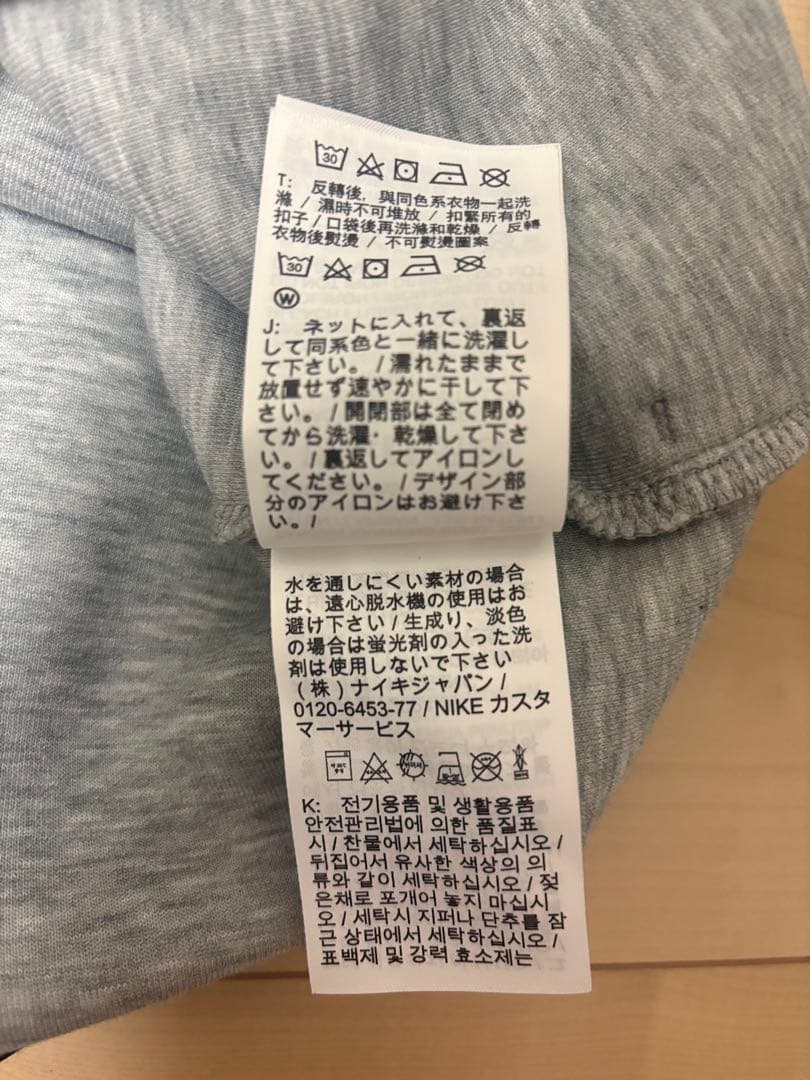 30
T: 反轉後，與同色系衣物一起洗
滌 / 濕時不可堆放 / 扣緊所有的
扣子 / 口袋後再洗滌和乾燥 / 反轉
衣物後熨燙 / 不可熨燙圖案
30
W
J: ネットに入れて、裏返
して同系色と一緒に洗濯し
て下さい。/ 濡れたままで
放置せず速やかに干して下
さい。/ 開閉部は全て閉め
てから洗濯・乾燥して下さ
い。/ 裏返してアイロンし
てください。/ デザイン部
分のアイロンはお避け下さ
い。/
水を通しにくい素材の場合
は、遠心脱水機の使用はお
避け下さい / 生成り、淡色
の場合は蛍光剤の入った洗
剤は使用しないで下さい
(株) ナイキジャパン /
0120-6453-77 / NIKE カスタ
マーサービス
K: 전기용품 및 생활용품
안전관리법에 의한 품질표
시 / 찬물에서 세탁하십시오 /
뒤집어서 유사한 색상의 의
류와 같이 세탁하십시오 / 젖
은채로 포개어 놓지 마십시
오 / 세탁시 지퍼나 단추를 잠
근 상태에서 세탁하십시오 /
표백제 및 강력 효소제는